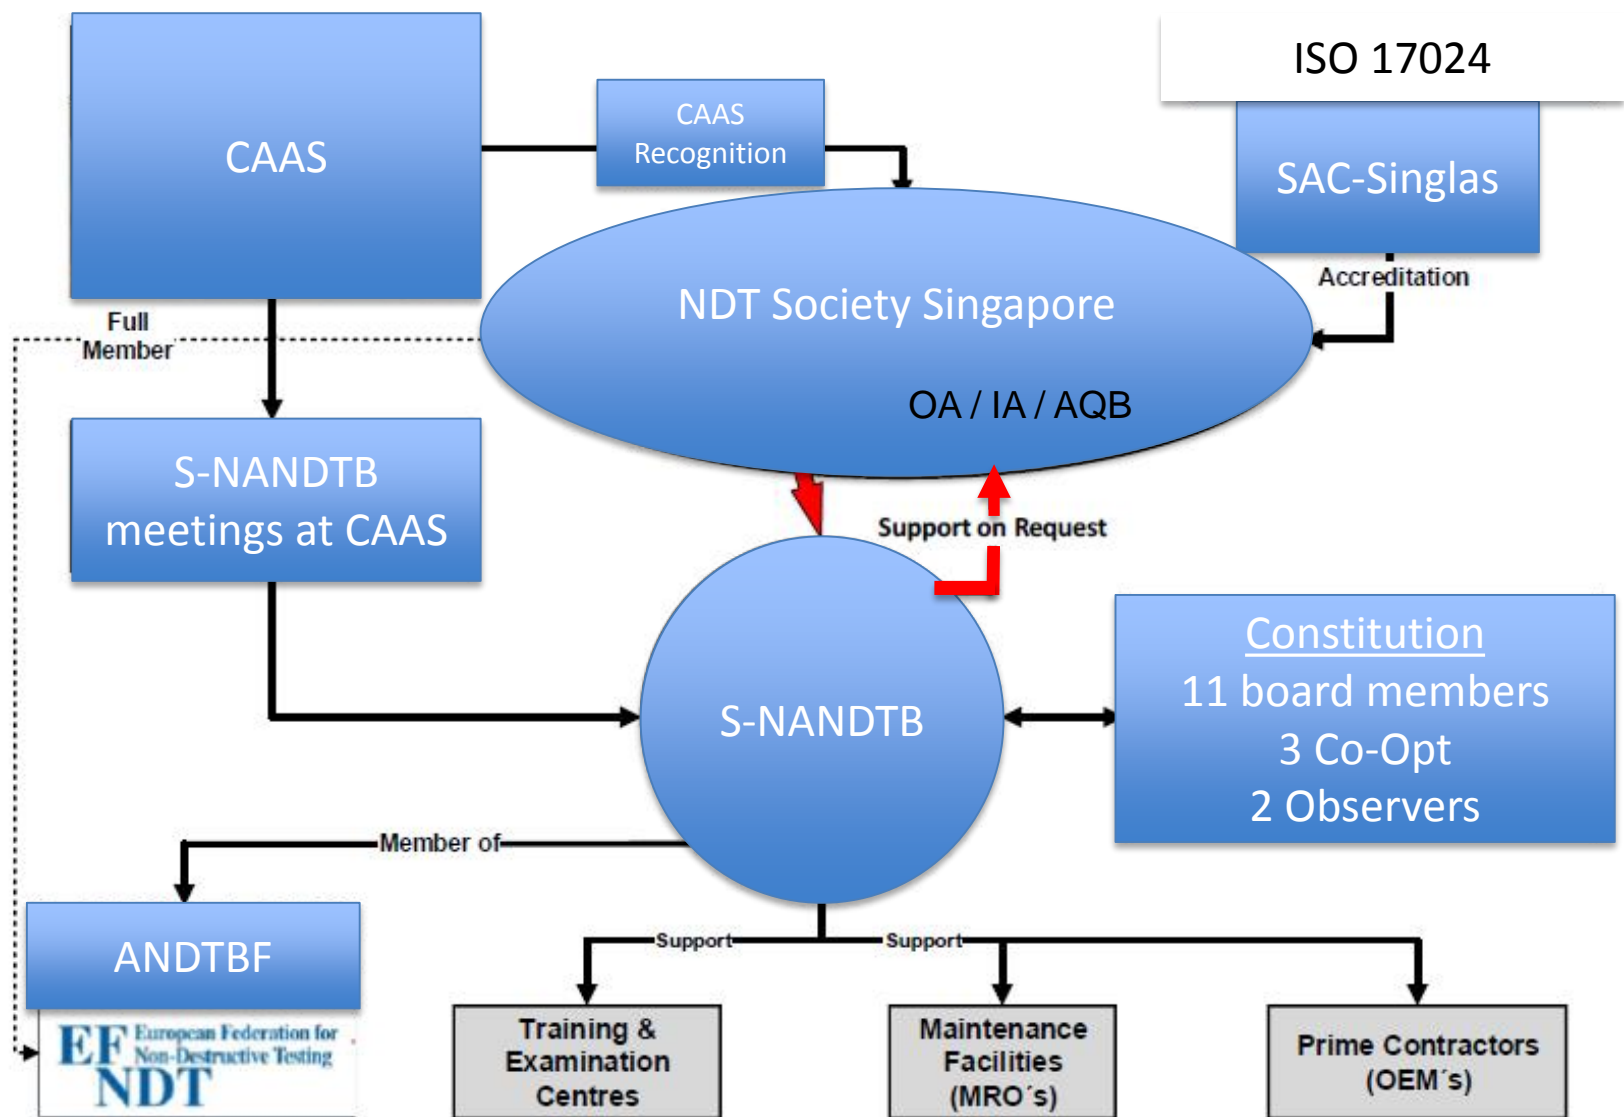 ISO 17024
CAAS
CAAS
Recognition
SAC-Singlas
Accreditation
NDT Society Singapore
OA / IA / AQB
Full
Member
S-NANDTB
meetings at CAAS
Support on Request
S-NANDTB
Constitution
11 board members
3 Co-Opt
2 Observers
Member of
ANDTBF
EF
NDT
European Federation for
Non-Destructive Testing
Support
Support
Training &
Examination
Centres
Maintenance
Facilities
(MRO´s)
Prime Contractors
(OEM´s)